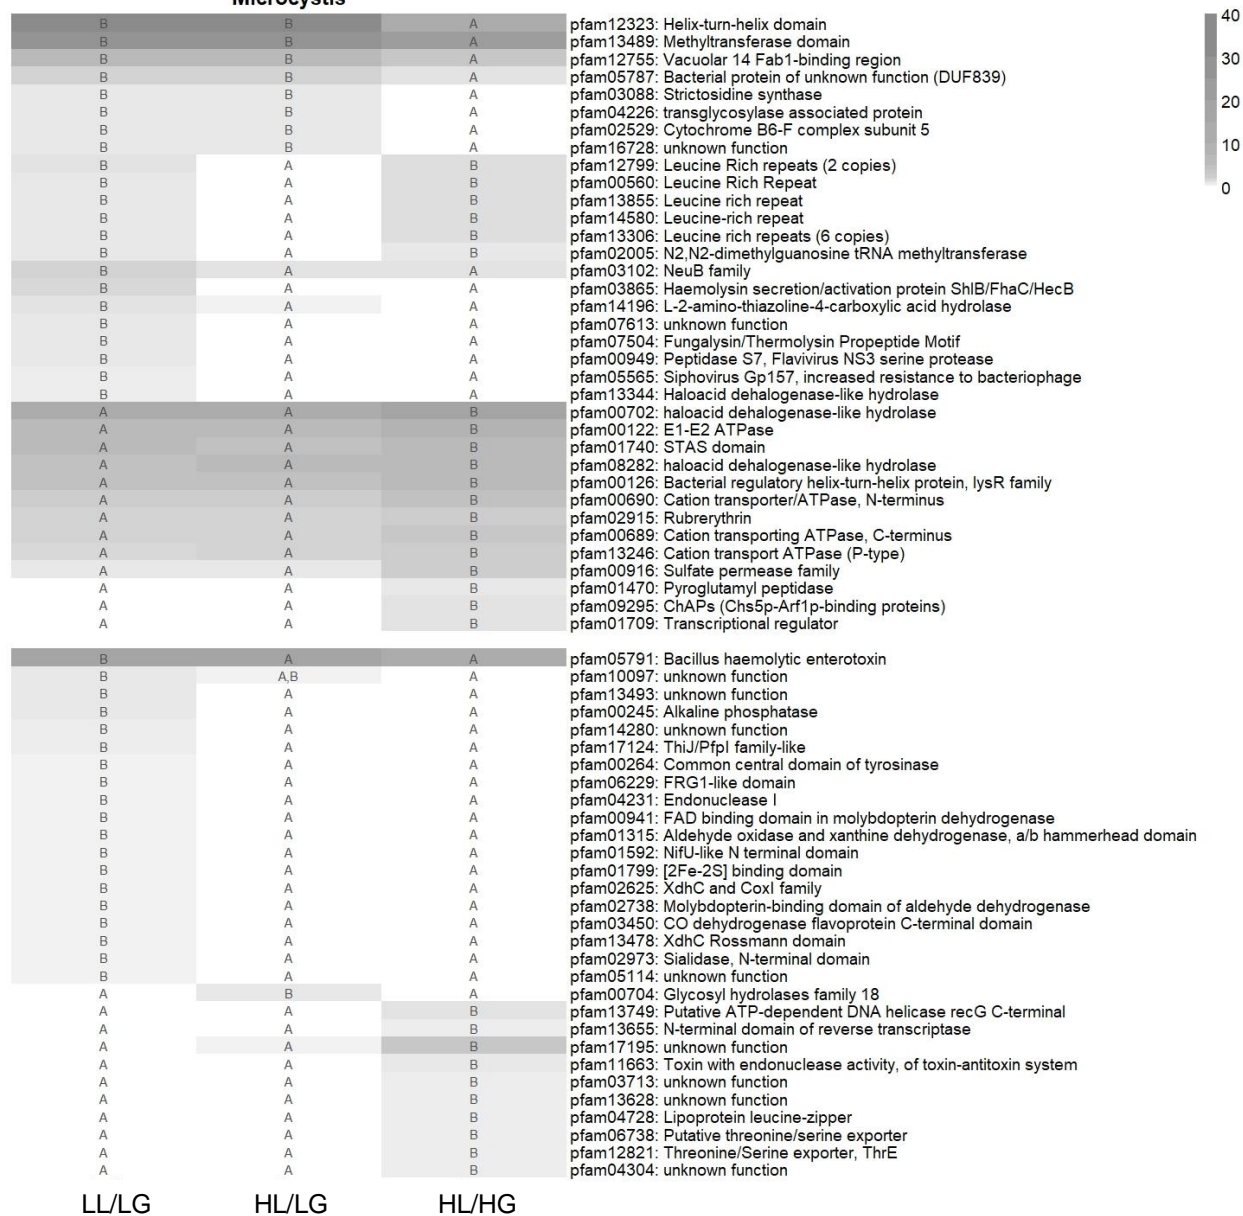 Microcystis
B B A pfam12323: Helix-turn-helix domain
B B A pfam13489: Methyltransferase domain
B B A pfam12755: Vacuolar 14 Fab1-binding region
B B A pfam05787: Bacterial protein of unknown function (DUF839)
B B A pfam03088: Strictosidine synthase
B B A pfam04226: transglycosylase associated protein
B B A pfam02529: Cytochrome B6-F complex subunit 5
B B A pfam16728: unknown function
B A B pfam12799: Leucine Rich repeats (2 copies)
B A B pfam00560: Leucine Rich Repeat
B A B pfam13855: Leucine rich repeat
B A B pfam14580: Leucine-rich repeat
B A B pfam13306: Leucine rich repeats (6 copies)
B A B pfam02005: N2,N2-dimethylguanosine tRNA methyltransferase
B A A pfam03102: NeuB family
B A A pfam03865: Haemolysin secretion/activation protein ShlB/FhaC/HecB
B A A pfam14196: L-2-amino-thiazoline-4-carboxylic acid hydrolase
B A A pfam07613: unknown function
B A A pfam07504: Fungalysin/Thermolysin Propeptide Motif
B A A pfam00949: Peptidase S7, Flavivirus NS3 serine protease
B A A pfam05565: Siphovirus Gp157, increased resistance to bacteriophage
B A A pfam13344: Haloacid dehalogenase-like hydrolase
A A B pfam00702: haloacid dehalogenase-like hydrolase
A A B pfam00122: E1-E2 ATPase
A A B pfam01740: STAS domain
A A B pfam08282: haloacid dehalogenase-like hydrolase
A A B pfam00126: Bacterial regulatory helix-turn-helix protein, lysR family
A A B pfam00690: Cation transporter/ATPase, N-terminus
A A B pfam02915: Rubrerythrin
A A B pfam00689: Cation transporting ATPase, C-terminus
A A B pfam13246: Cation transport ATPase (P-type)
A A B pfam00916: Sulfate permease family
A A B pfam01470: Pyroglutamyl peptidase
A A B pfam09295: ChAPs (Chs5p-Arf1p-binding proteins)
A A B pfam01709: Transcriptional regulator
B A A pfam05791: Bacillus haemolytic enterotoxin
B A,B A pfam10097: unknown function
B A A pfam13493: unknown function
B A A pfam00245: Alkaline phosphatase
B A A pfam14280: unknown function
B A A pfam17124: ThiJ/PfpI family-like
B A A pfam00264: Common central domain of tyrosinase
B A A pfam06229: FRG1-like domain
B A A pfam04231: Endonuclease I
B A A pfam00941: FAD binding domain in molybdopterin dehydrogenase
B A A pfam01315: Aldehyde oxidase and xanthine dehydrogenase, a/b hammerhead domain
B A A pfam01592: NifU-like N terminal domain
B A A pfam01799: [2Fe-2S] binding domain
B A A pfam02625: XdhC and CoxI family
B A A pfam02738: Molybdopterin-binding domain of aldehyde dehydrogenase
B A A pfam03450: CO dehydrogenase flavoprotein C-terminal domain
B A A pfam13478: XdhC Rossmann domain
B A A pfam02973: Sialidase, N-terminal domain
B A A pfam05114: unknown function
A B A pfam00704: Glycosyl hydrolases family 18
A A B pfam13749: Putative ATP-dependent DNA helicase recG C-terminal
A A B pfam13655: N-terminal domain of reverse transcriptase
A A B pfam17195: unknown function
A A B pfam11663: Toxin with endonuclease activity, of toxin-antitoxin system
A A B pfam03713: unknown function
A A B pfam13628: unknown function
A A B pfam04728: Lipoprotein leucine-zipper
A A B pfam06738: Putative threonine/serine exporter
A A B pfam12821: Threonine/Serine exporter, ThrE
A A B pfam04304: unknown function
LL/LG HL/LG HL/HG
40
30
20
10
0